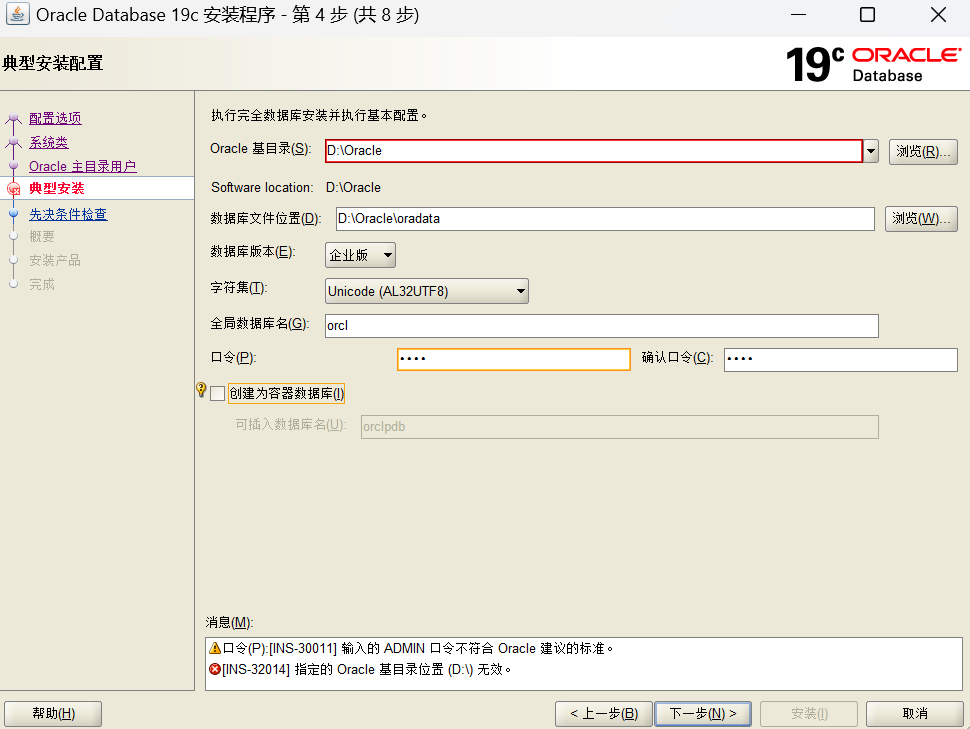 Oracle Database 19c 安装程序 - 第 4 步 (共 8 步)
典型安装配置
19c ORACLE Database
配置选项
系统类
Oracle 主目录用户
典型安装
先决条件检查
概要
安装产品
完成
执行完全数据库安装并执行基本配置。
Oracle 基目录(S): D:\Oracle 浏览(R)...
Software location: D:\Oracle
数据库文件位置(D): D:\Oracle\oradata 浏览(W)...
数据库版本(E): 企业版
字符集(T): Unicode (AL32UTF8)
全局数据库名(G): orcl
口令(P): •••• 确认口令(C): ••••
创建为容器数据库(I)
可插入数据库名(U): orclpdb
消息(M):
口令(P):[INS-30011] 输入的 ADMIN 口令不符合 Oracle 建议的标准。
[INS-32014] 指定的 Oracle 基目录位置 (D:\) 无效。
帮助(H) < 上一步(B) 下一步(N) > 安装(I) 取消